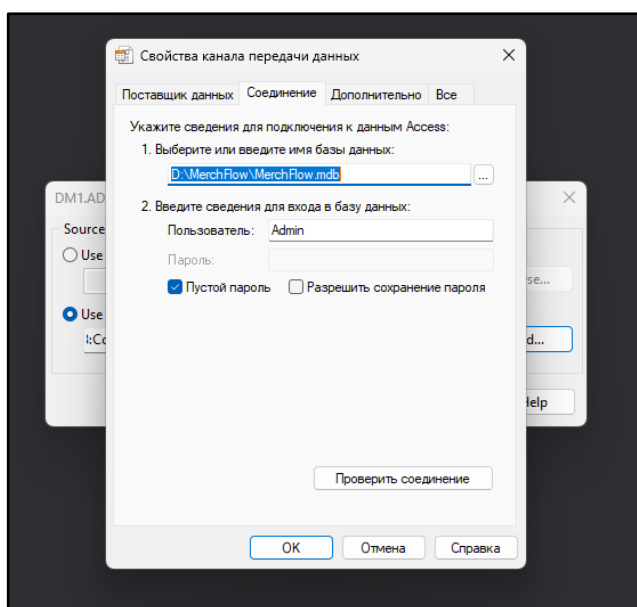 Свойства канала передачи данных
Поставщик данных Соединение Дополнительно Все
Укажите сведения для подключения к данным Access:
1. Выберите или введите имя базы данных:
D:\MerchFlow\MerchFlow.mdb ...
2. Введите сведения для входа в базу данных:
Пользователь: Admin
Пароль:
Пустой пароль Разрешить сохранение пароля
Проверить соединение
OK Отмена Справка
DM1.AD
Source
Use
se...
Use
d...
Help